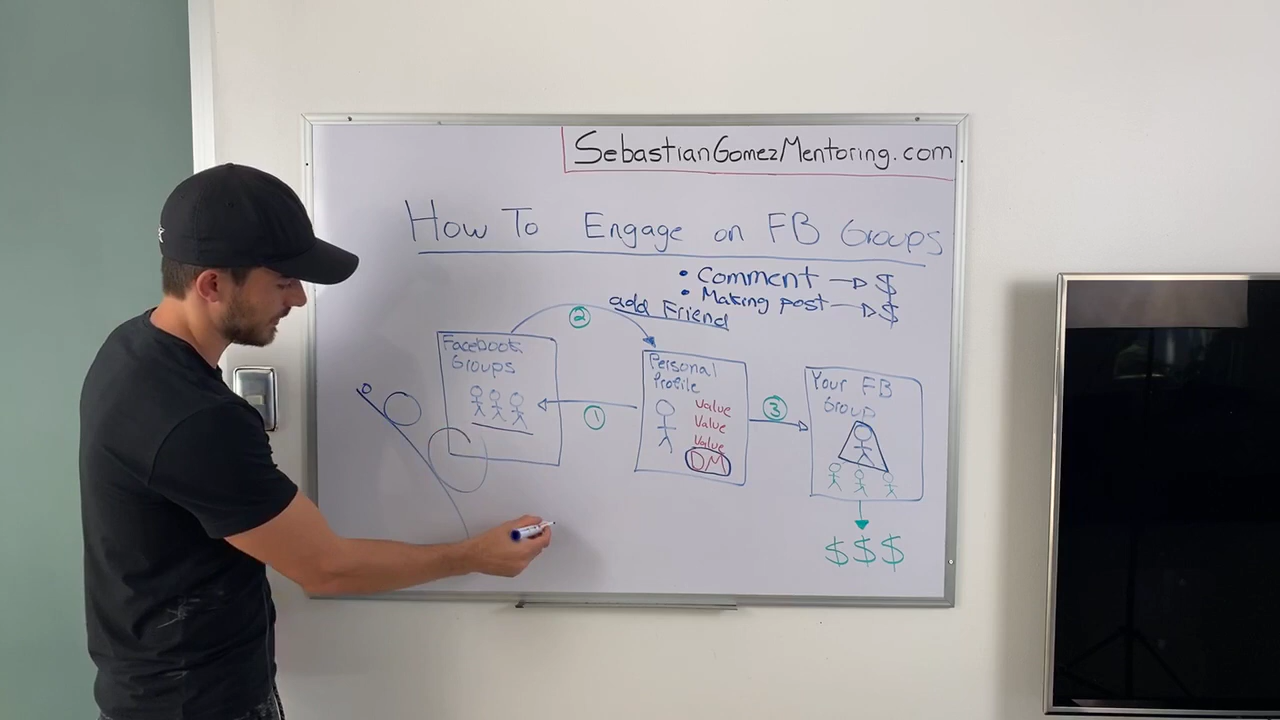 SebastianGomezMentoring.com
How To Engage on FB Groups
• Comment → $
• Making post → $
add Friend
2
Facebook
Groups
1
Personal
Profile
Value
Value
Value
DM
3
Your FB
Group
$$$